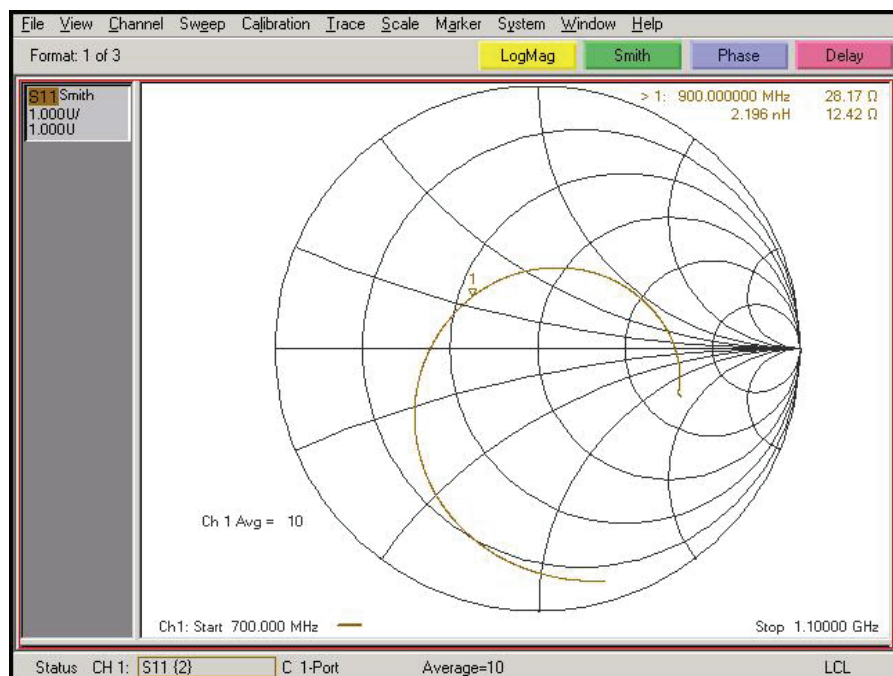 File View Channel Sweep Calibration Trace Scale Marker System Window Help
Format: 1 of 3 LogMag Smith Phase Delay
S11 Smith
1.000U/
1.000U
> 1: 900.000000 MHz 28.17 Ω
2.196 nH 12.42 Ω
1
Ch 1 Avg = 10
Ch1: Start 700.000 MHz Stop 1.10000 GHz
Status CH 1: S11 {2} C 1-Port Average=10 LCL